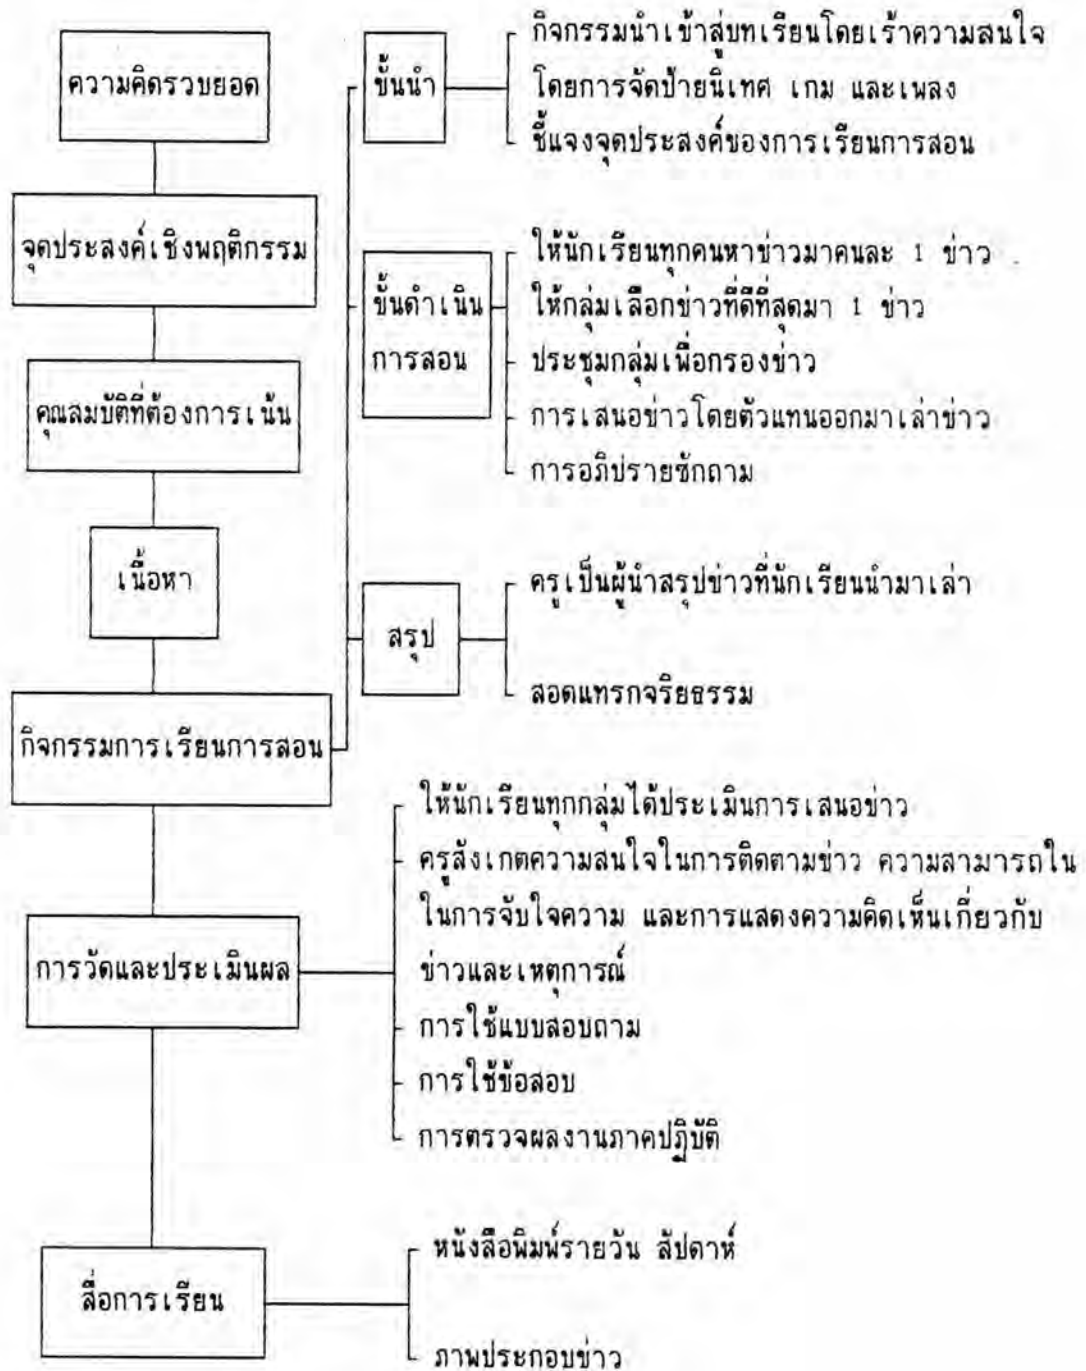 ความคิดรวบยอด
จุดประสงค์เชิงพฤติกรรม
คุณสมบัติที่ต้องการเน้น
เนื้อหา
กิจกรรมการเรียนการสอน
ขั้นนำ
กิจกรรมนำเข้าสู่บทเรียนโดยเร้าความสนใจ
โดยการจัดป้ายนิเทศ เกม และเพลง
ชี้แจงจุดประสงค์ของการเรียนการสอน
ขั้นดำเนิน
การสอน
ให้นักเรียนทุกคนหาข่าวมาคนละ 1 ข่าว
ให้กลุ่มเลือกข่าวที่ดีที่สุดมา 1 ข่าว
ประชุมกลุ่มเพื่อกรองข่าว
การเสนอข่าวโดยตัวแทนออกมาเล่าข่าว
การอภิปรายซักถาม
สรุป
ครูเป็นผู้นำสรุปข่าวที่นักเรียนนำมาเล่า
สอดแทรกจริยธรรม
การวัดและประเมินผล
ให้นักเรียนทุกกลุ่มได้ประเมินการเสนอข่าว
ครูสังเกตความสนใจในการติดตามข่าว ความสามารถใน
ในการจับใจความ และการแสดงความคิดเห็นเกี่ยวกับ
ข่าวและเหตุการณ์
การใช้แบบสอบถาม
การใช้ข้อสอบ
การตรวจผลงานภาคปฏิบัติ
สื่อการเรียน
หนังสือพิมพ์รายวัน สัปดาห์
ภาพประกอบข่าว